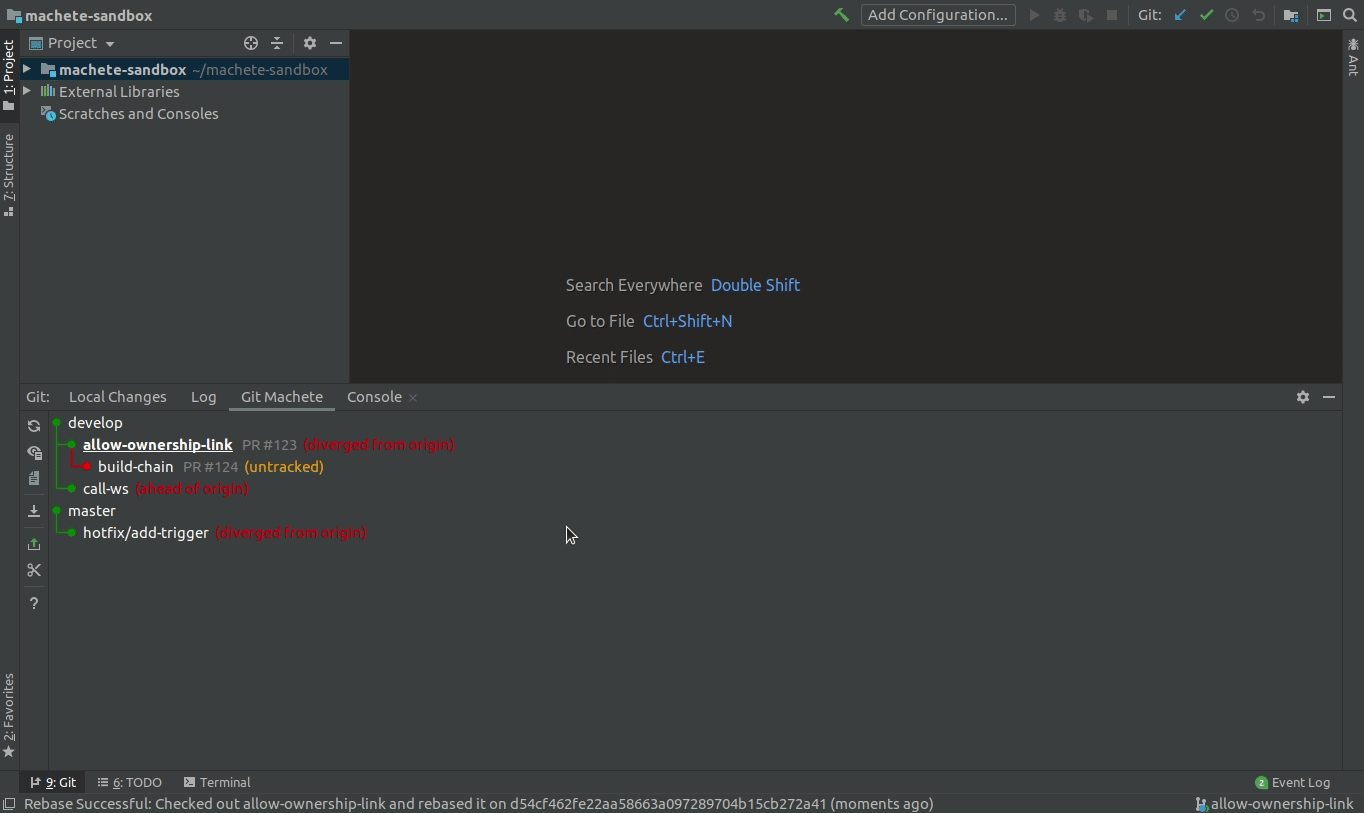 machete-sandbox
Add Configuration...
Git:
Project
machete-sandbox ~/machete-sandbox
External Libraries
Scratches and Consoles
1: Project
7: Structure
2: Favorites
Ant
Search Everywhere Double Shift
Go to File Ctrl+Shift+N
Recent Files Ctrl+E
Git: Local Changes Log Git Machete Console
develop
allow-ownership-link PR #123 (diverged from origin)
build-chain PR #124 (untracked)
call-ws (ahead of origin)
master
hotfix/add-trigger (diverged from origin)
?
9: Git 6: TODO Terminal
2 Event Log
Rebase Successful: Checked out allow-ownership-link and rebased it on d54cf462fe22aa58663a097289704b15cb272a41 (moments ago)
allow-ownership-link